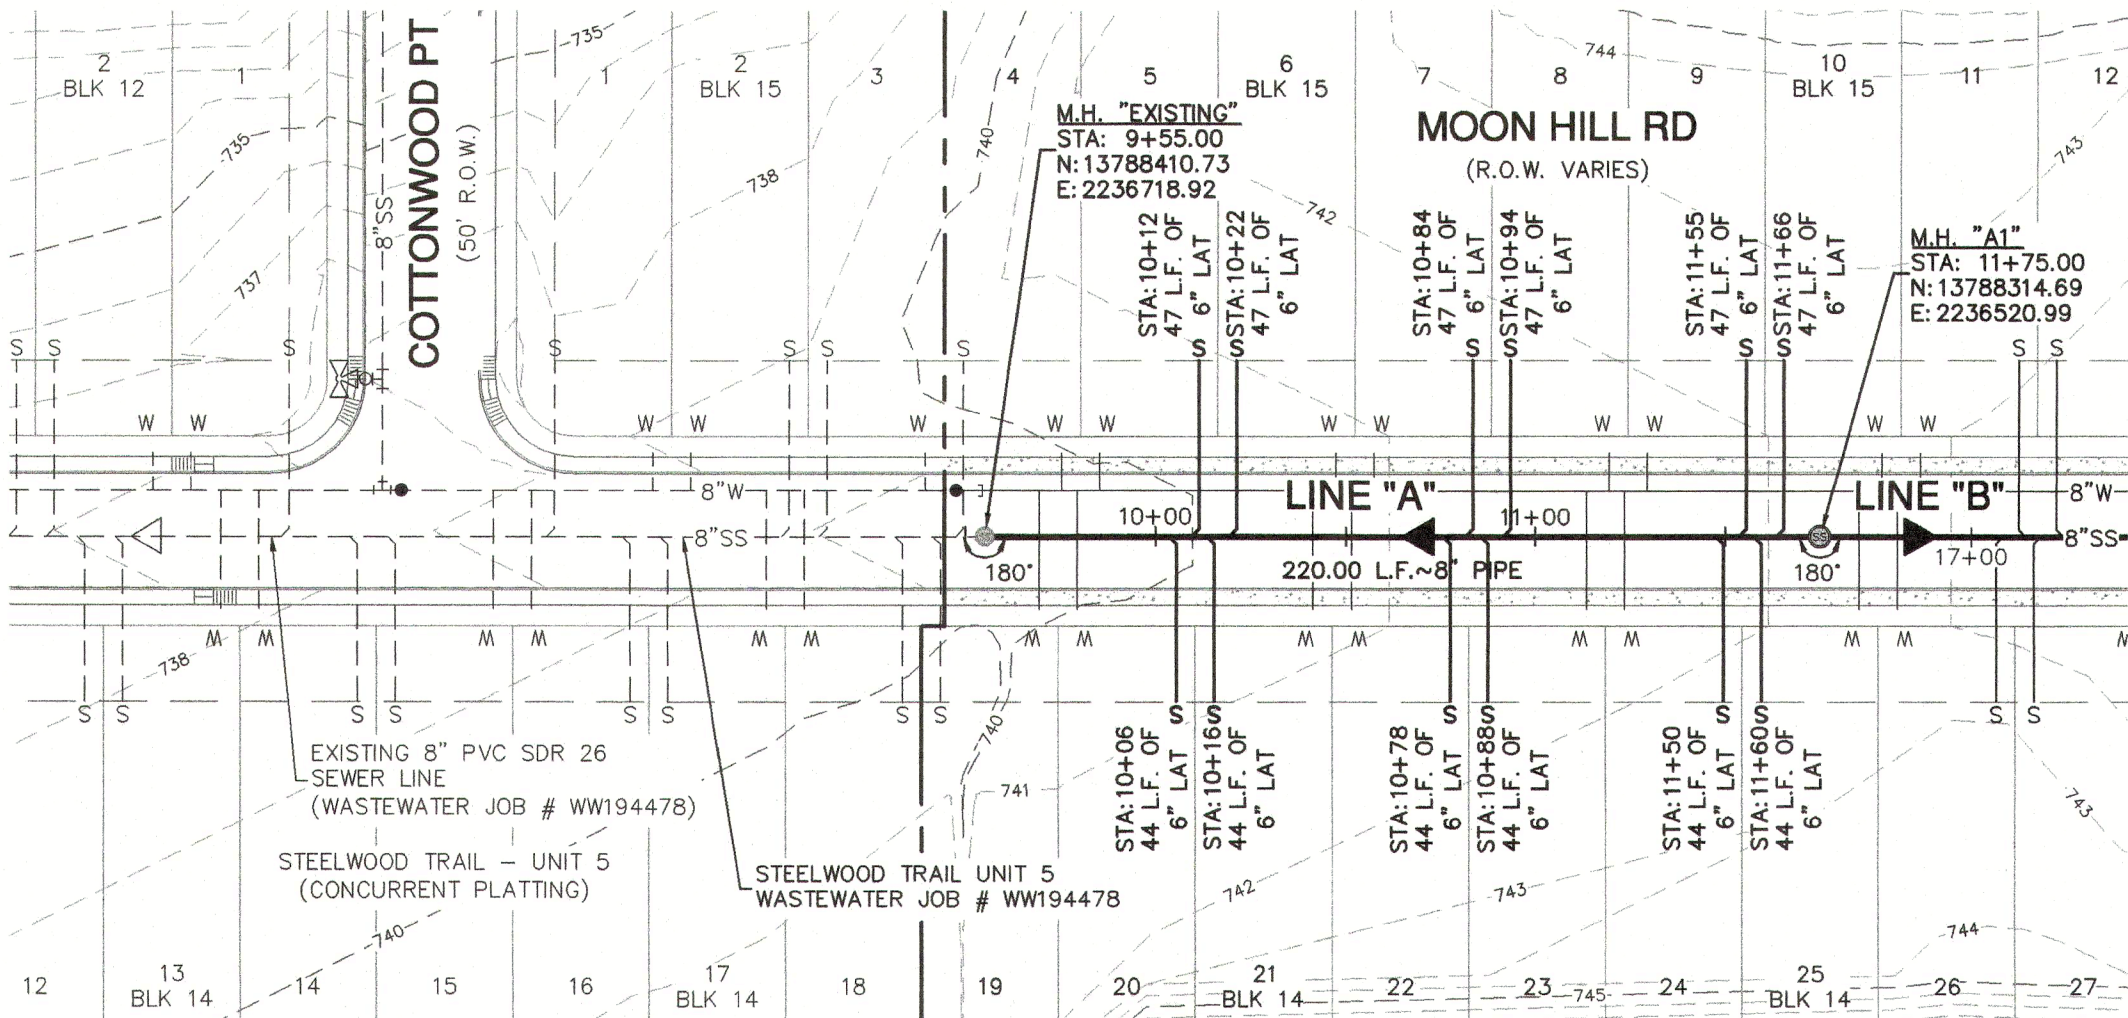 2
BLK 12
1
COTTONWOOD PT
(50' R.O.W.)
8"SS
735
735
737
738
1
2
BLK 15
3
4
5
6
BLK 15
7
8
9
10
BLK 15
11
12
740
742
744
743
M.H. "EXISTING"
STA: 9+55.00
N:13788410.73
E: 2236718.92
MOON HILL RD
(R.O.W. VARIES)
M.H. "A1"
STA: 11+75.00
N:13788314.69
E: 2236520.99
STA:10+12
47 L.F. OF
6" LAT
STA:10+22
47 L.F. OF
6" LAT
STA:10+84
47 L.F. OF
6" LAT
STA:10+94
47 L.F. OF
6" LAT
STA:11+55
47 L.F. OF
6" LAT
STA:11+66
47 L.F. OF
6" LAT
S S S S S S S S S S S S S S S
W W W W W W W W W W W W
8"W
LINE "A"
LINE "B"
8"W
8"SS
10+00
11+00
17+00
8"SS
SS
180°
220.00 L.F.~8" PIPE
180°
W W W W W W W W W W W W W W
738
S S S S S S S S S S S S S S S S
EXISTING 8" PVC SDR 26
SEWER LINE
(WASTEWATER JOB # WW194478)
STEELWOOD TRAIL – UNIT 5
(CONCURRENT PLATTING)
STEELWOOD TRAIL UNIT 5
WASTEWATER JOB # WW194478
STA:10+06
44 L.F. OF
6" LAT
STA:10+16
44 L.F. OF
6" LAT
STA:10+78
44 L.F. OF
6" LAT
STA:10+88
44 L.F. OF
6" LAT
STA:11+50
44 L.F. OF
6" LAT
STA:11+60
44 L.F. OF
6" LAT
740
741
742
743
743
744
740
745
12
13
BLK 14
14
15
16
17
BLK 14
18
19
20
21
BLK 14
22
23
24
25
BLK 14
26
27